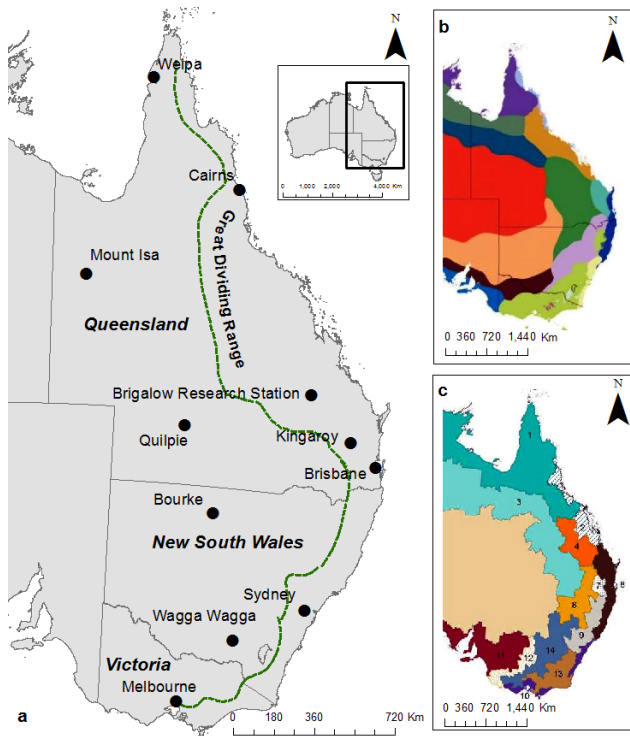 N
Weipa
Cairns
Great Dividing Range
Mount Isa
Queensland
Brigalow Research Station
Quilpie
Kingaroy
Brisbane
Bourke
New South Wales
Sydney
Wagga Wagga
Victoria
Melbourne
a
0 180 360 720 Km
0 1,000 2,000 4,000 Km
b
N
0 360 720 1,440 Km
c
N
1
2
3
4
7
8
9
14
11
12
13
10
0 360 720 1,440 Km